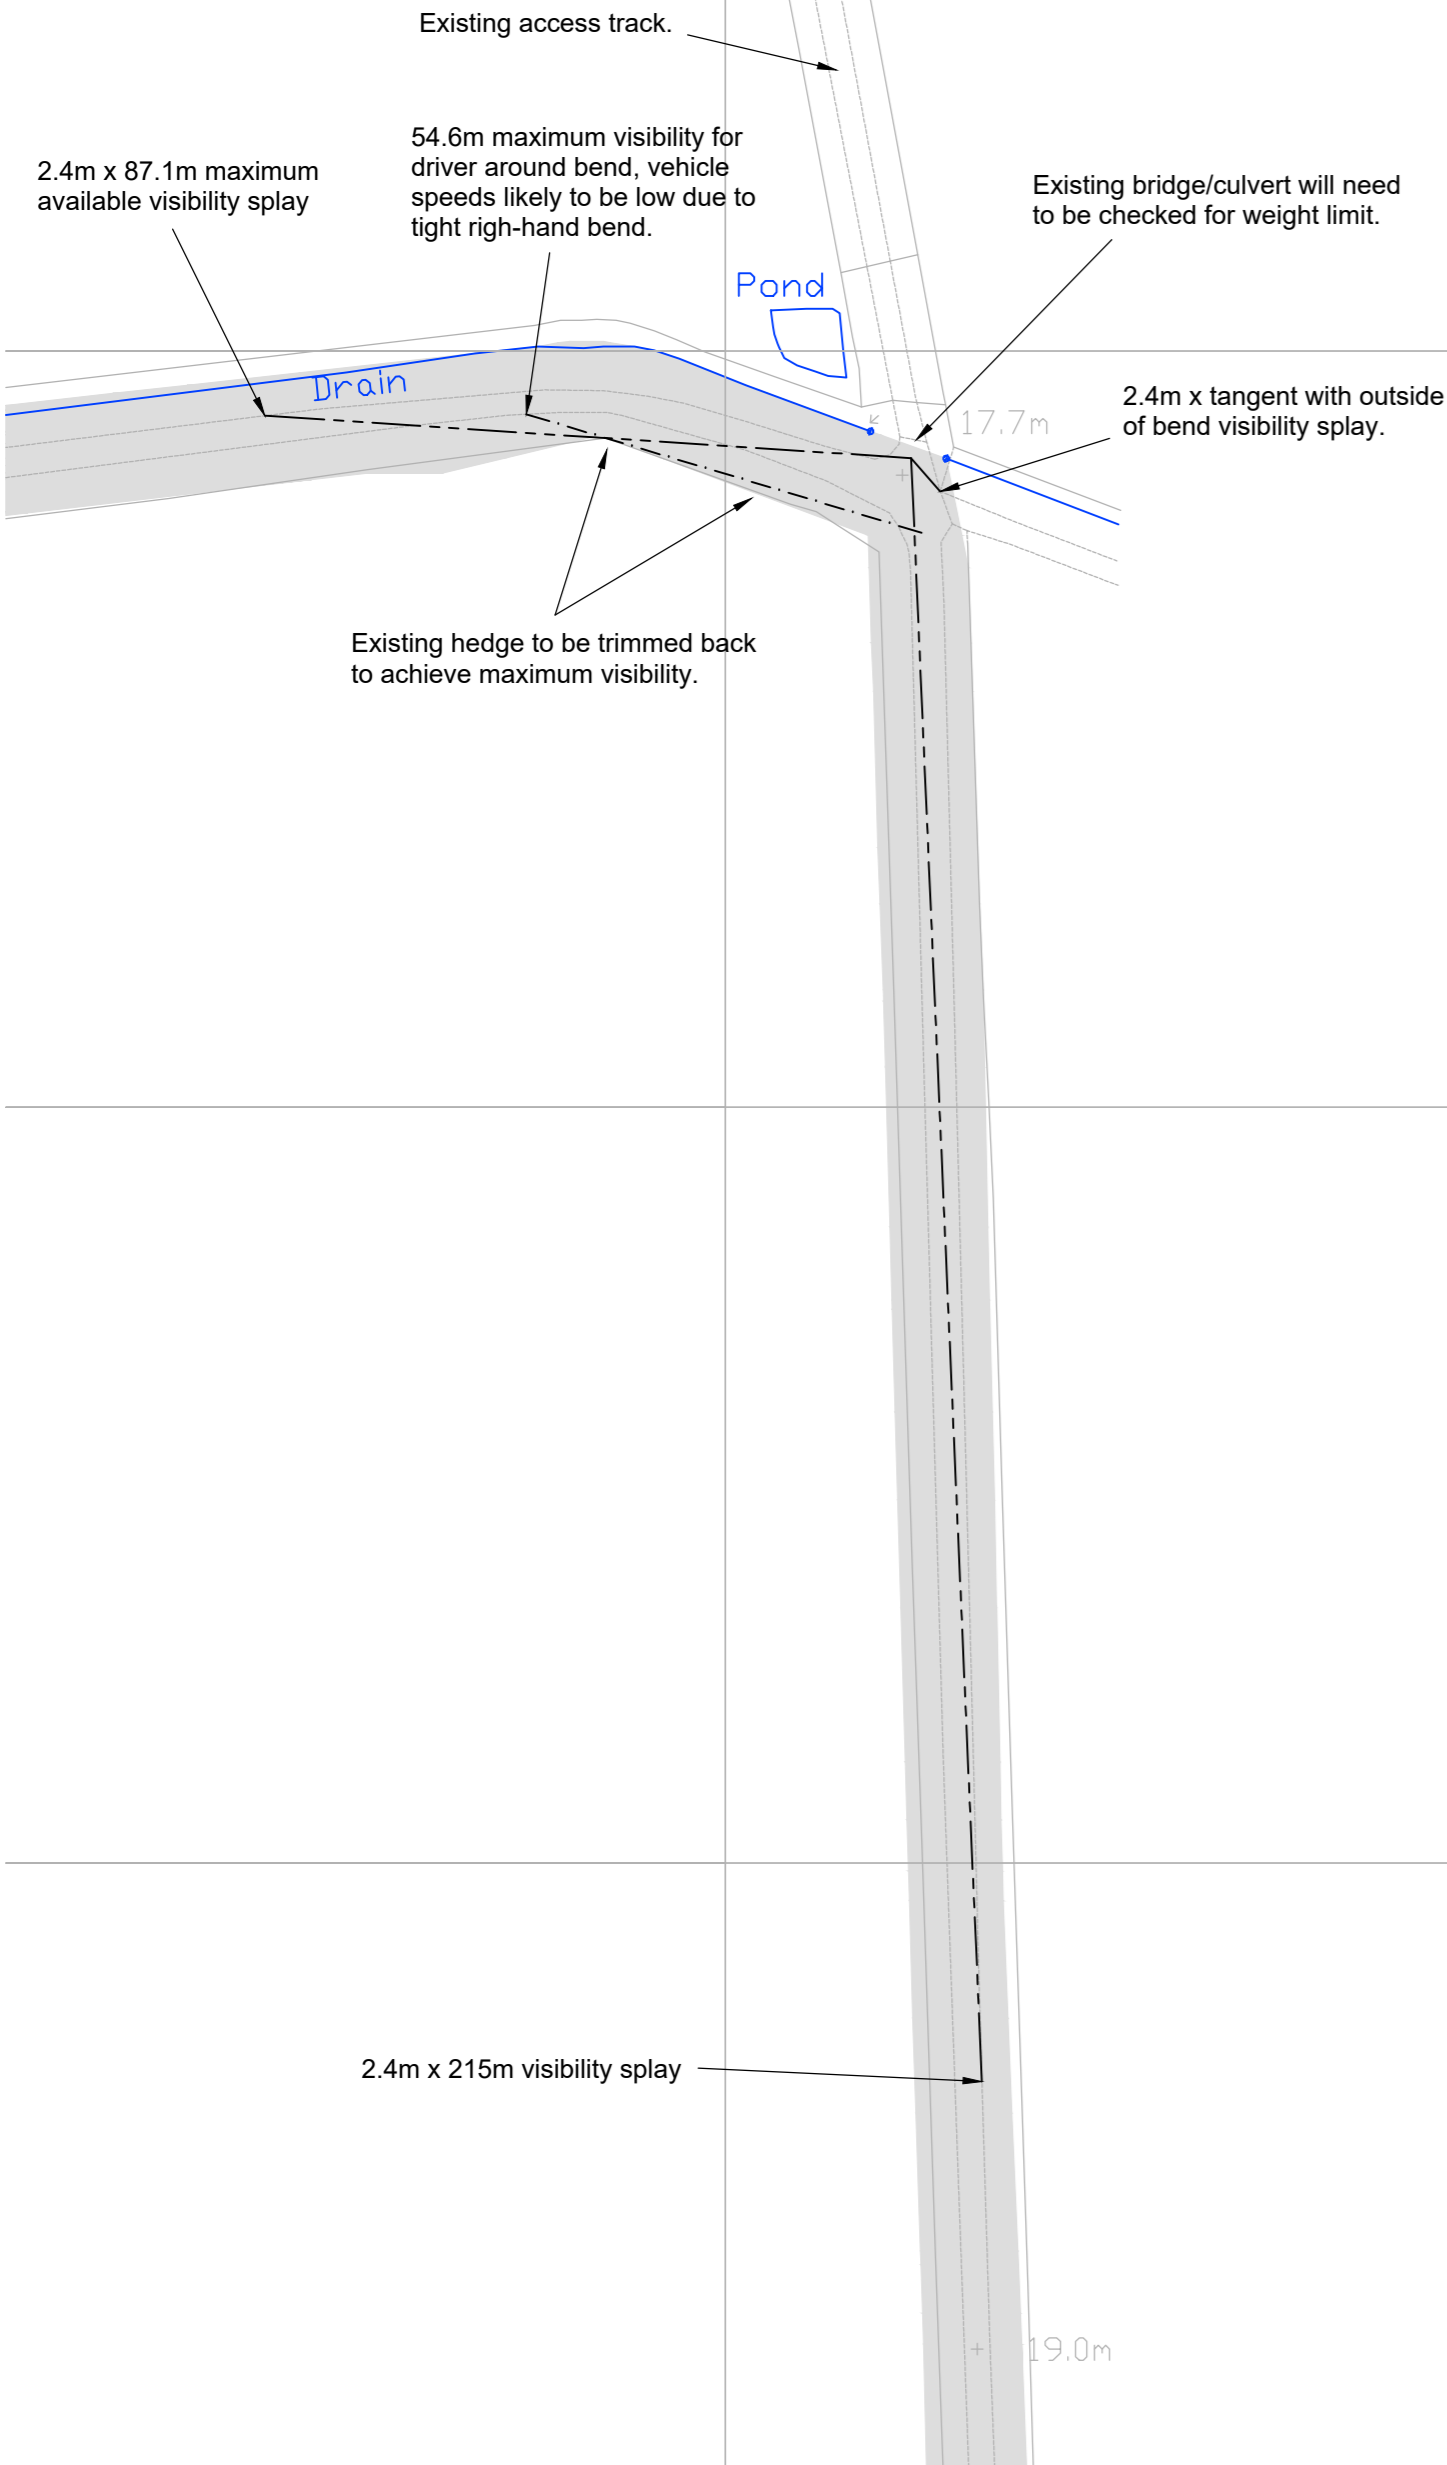 Existing access track.
54.6m maximum visibility for
driver around bend, vehicle
speeds likely to be low due to
tight righ-hand bend.
2.4m x 87.1m maximum
available visibility splay
Existing bridge/culvert will need
to be checked for weight limit.
Pond
Drain
2.4m x tangent with outside
of bend visibility splay.
17.7m
Existing hedge to be trimmed back
to achieve maximum visibility.
2.4m x 215m visibility splay
19.0m